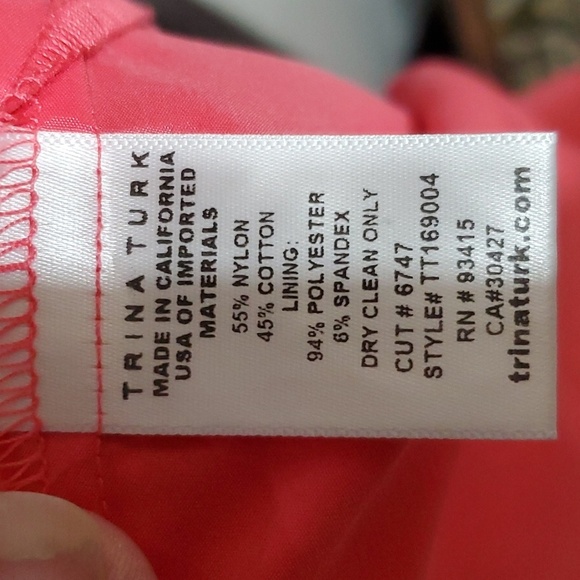 TRINA TURK
MADE IN CALIFORNIA
USA OF IMPORTED
MATERIALS
55% NYLON
45% COTTON
LINING:
94% POLYESTER
6% SPANDEX
DRY CLEAN ONLY
CUT# 6747
STYLE# TT169004
RN # 93415
CA#30427
trinaturk.com